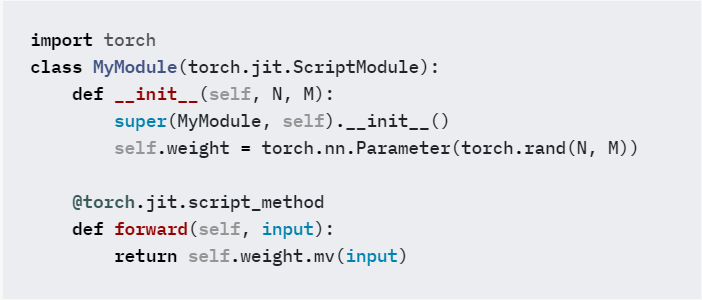 import torch
class MyModule(torch.jit.ScriptModule):
    def __init__(self, N, M):
        super(MyModule, self).__init__()
        self.weight = torch.nn.Parameter(torch.rand(N, M))

    @torch.jit.script_method
    def forward(self, input):
        return self.weight.mv(input)